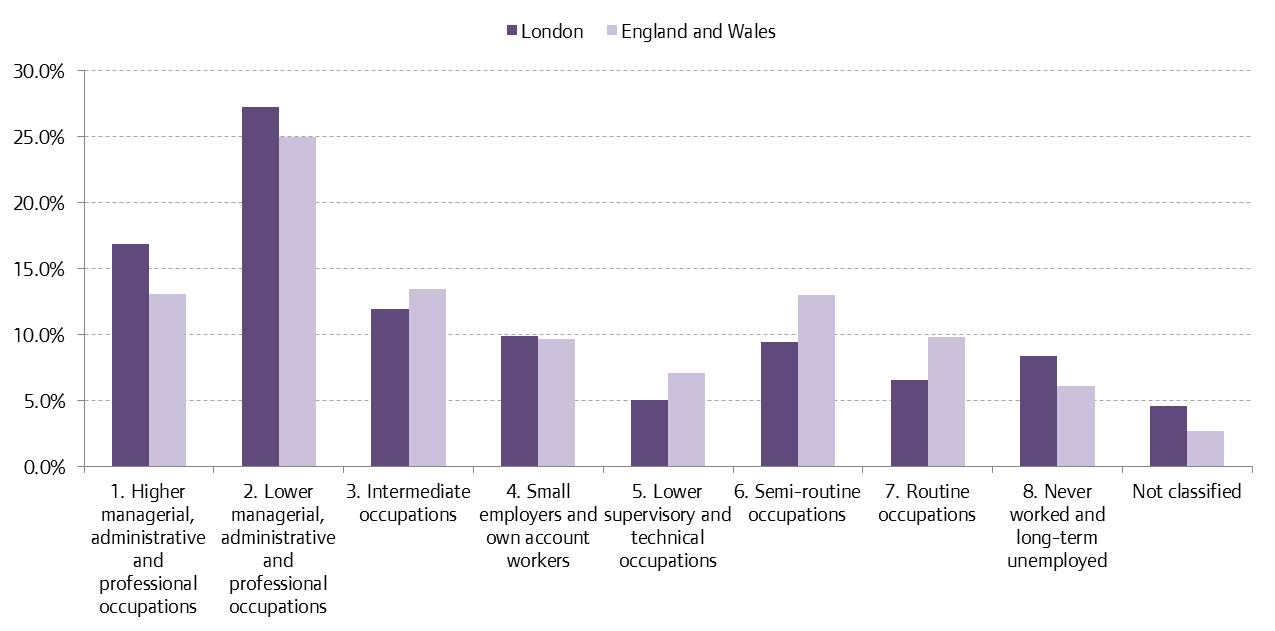 London England and Wales
30.0%
25.0%
20.0%
15.0%
10.0%
5.0%
0.0%
1. Higher
managerial,
administrative
and
professional
occupations
2. Lower
managerial,
administrative
and
professional
occupations
3. Intermediate
occupations
4. Small
employers and
own account
workers
5. Lower
supervisory and
technical
occupations
6. Semi-routine
occupations
7. Routine
occupations
8. Never
worked and
long-term
unemployed
Not classified